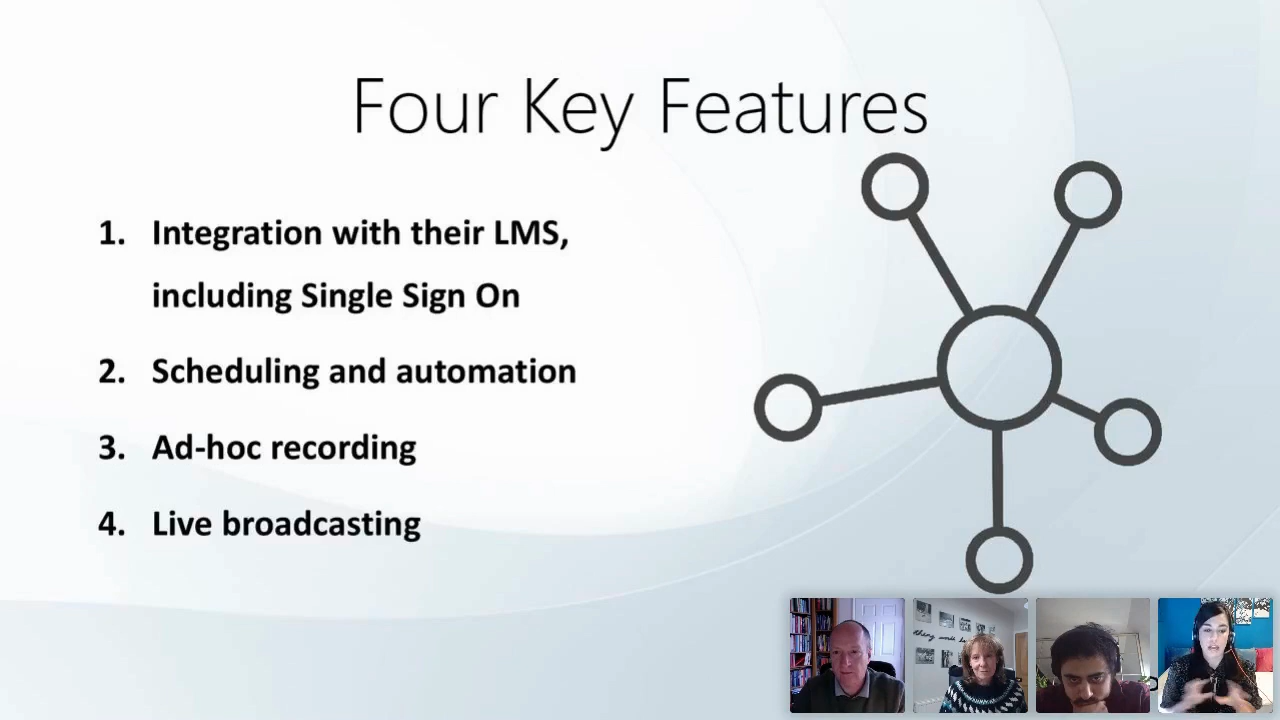 Four Key Features
1. Integration with their LMS,
including Single Sign On
2. Scheduling and automation
3. Ad-hoc recording
4. Live broadcasting